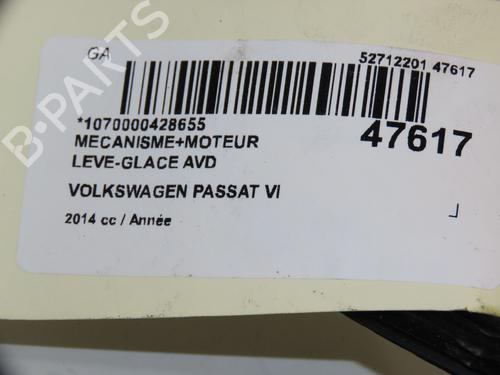 GA
52712201 47617
*1070000428655
47617
MECANISME+MOTEUR
LEVE-GLACE AVD
VOLKSWAGEN PASSAT VI
2014 cc / Année
B-PARTS